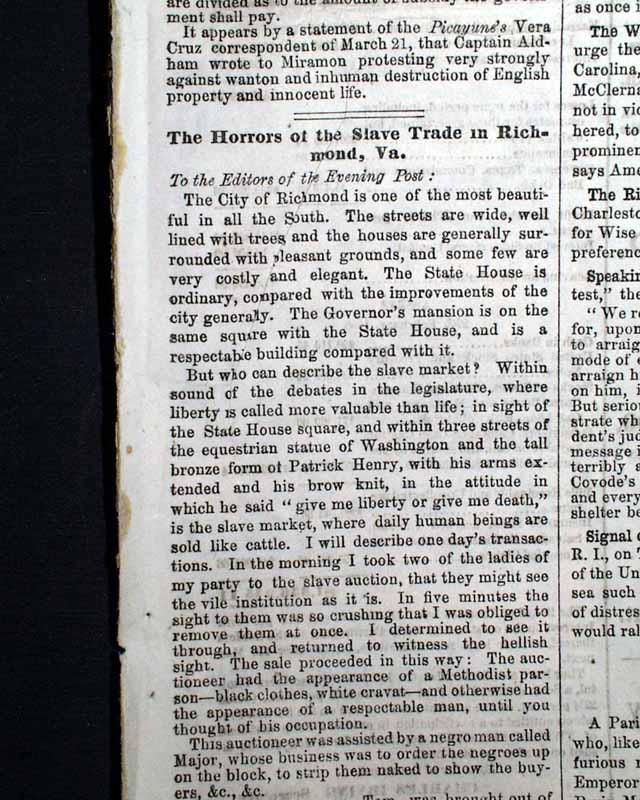 are divided as to the amount of subsidy the govern-
ment shall pay.
It appears by a statement of the Picayune's Vera
Cruz correspondent of March 21, that Captain Ald-
ham wrote to Miramon protesting very strongly
against wanton and inhuman destruction of English
property and innocent life.
The Horrors of the Slave Trade in Rich-
mond, Va.
To the Editors of the Evening Post:
The City of Richmond is one of the most beauti-
ful in all the South. The streets are wide, well
lined with trees, and the houses are generally sur-
rounded with pleasant grounds, and some few are
very costly and elegant. The State House is
ordinary, compared with the improvements of the
city generally. The Governor's mansion is on the
same square with the State House, and is a
respectable building compared with it.
But who can describe the slave market? Within
sound of the debates in the legislature, where
liberty is called more valuable than life; in sight of
the State House square, and within three streets of
the equestrian statue of Washington and the tall
bronze form of Patrick Henry, with his arms ex-
tended and his brow knit, in the attitude in
which he said "give me liberty or give me death,"
is the slave market, where daily human beings are
sold like cattle. I will describe one day's transac-
tions. In the morning I took two of the ladies of
my party to the slave auction, that they might see
the vile institution as it is. In five minutes the
sight to them was so crushing that I was obliged to
remove them at once. I determined to see it
through, and returned to witness the hellish
sight. The sale proceeded in this way: The auc-
tioneer had the appearance of a Methodist par-
son—black clothes, white cravat—and otherwise had
the appearance of a respectable man, until you
thought of his occupation.
This auctioneer was assisted by a negro man called
Major, whose business was to order the negroes up
on the block, to strip them naked to show the buy-
ers, &c., &c.
Tom was brought out of
as once i
The W
urge the
Carolina,
McClerna
not in vio
hered, to
prominen
says Ame
The Ri
Charlesto
for Wise
preference
Speakin
test," the
"We re
for, upon
to arraig
mode of
arraign h
on him, i
But serio
strate wh
dent's jud
message i
terribly a
Covode's
and every
shelter be
Signal o
R. I., on
of the Un
sea such
of distres
would ral
A Pari
who, like
furious
Emperor